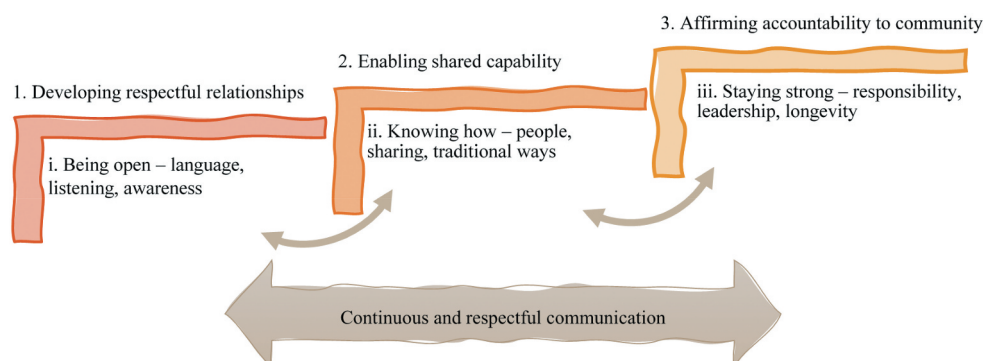 1. Developing respectful relationships
i. Being open – language,
listening, awareness
2. Enabling shared capability
ii. Knowing how – people,
sharing, traditional ways
3. Affirming accountability to community
iii. Staying strong – responsibility,
leadership, longevity
Continuous and respectful communication